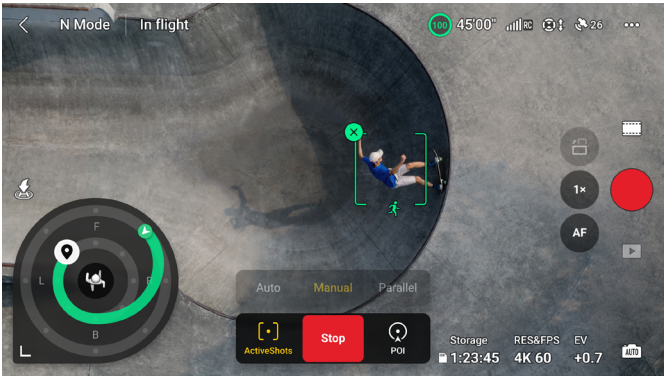 N Mode
In flight
100
45'00"
RC
26
1×
AF
F
L
R
B
Auto
Manual
Parallel
ActiveShots
Stop
POI
Storage
1:23:45
RES&FPS
4K 60
EV
+0.7
AUTO